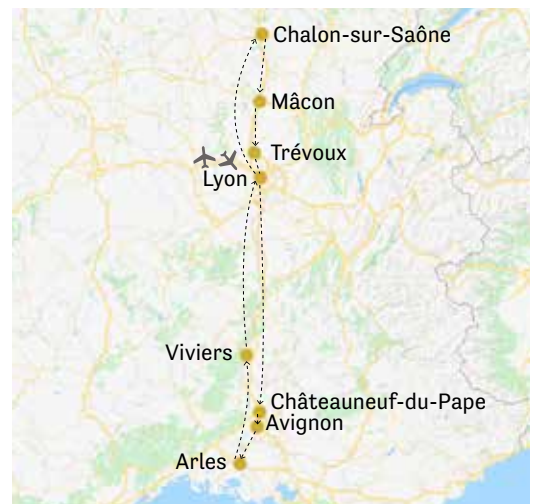 Chalon-sur-Saône
Mâcon
Trévoux
Lyon
Viviers
Châteauneuf-du-Pape
Avignon
Arles